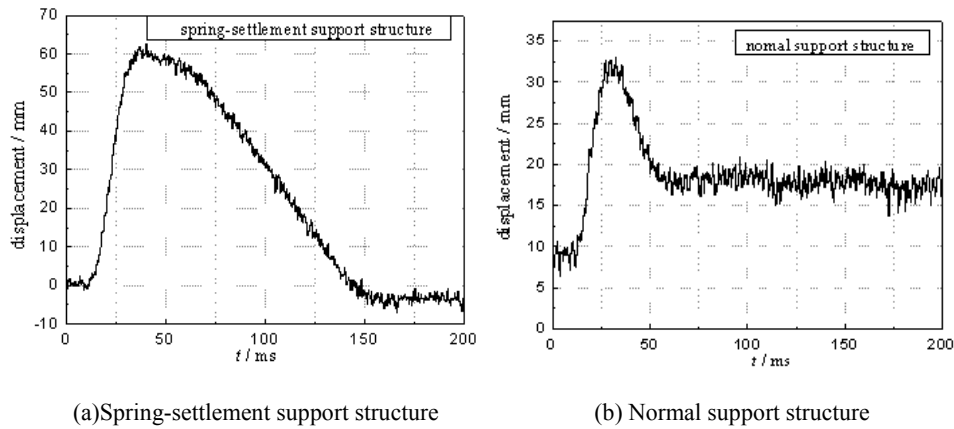 spring-settlement support structure
70
60
50
40
30
20
10
0
-10
displacement / mm
0 50 100 150 200
t / ms
(a)Spring-settlement support structure
nomal support structure
35
30
25
20
15
10
5
0
displacement / mm
0 50 100 150 200
t / ms
(b) Normal support structure